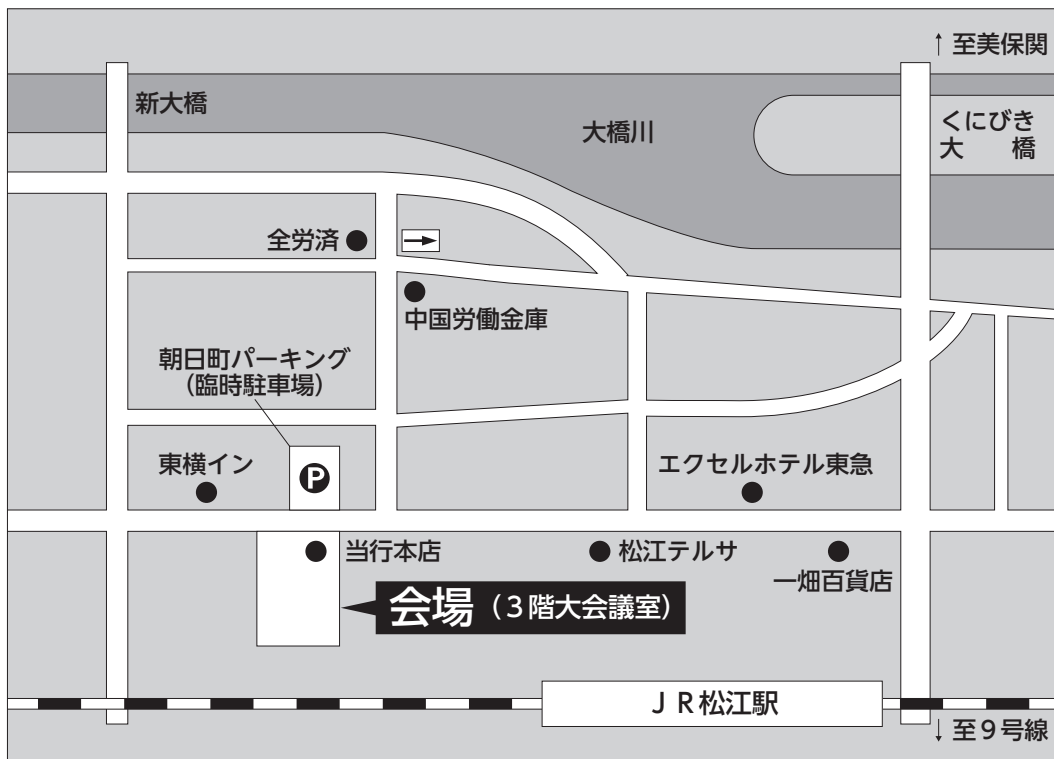 ↑ 至美保関
新大橋
大橋川
くにびき
大　橋
全労済
中国労働金庫
朝日町パーキング
（臨時駐車場）
東横イン
P
エクセルホテル東急
当行本店
松江テルサ
一畑百貨店
会場（３階大会議室）
ＪＲ松江駅
↓ 至９号線